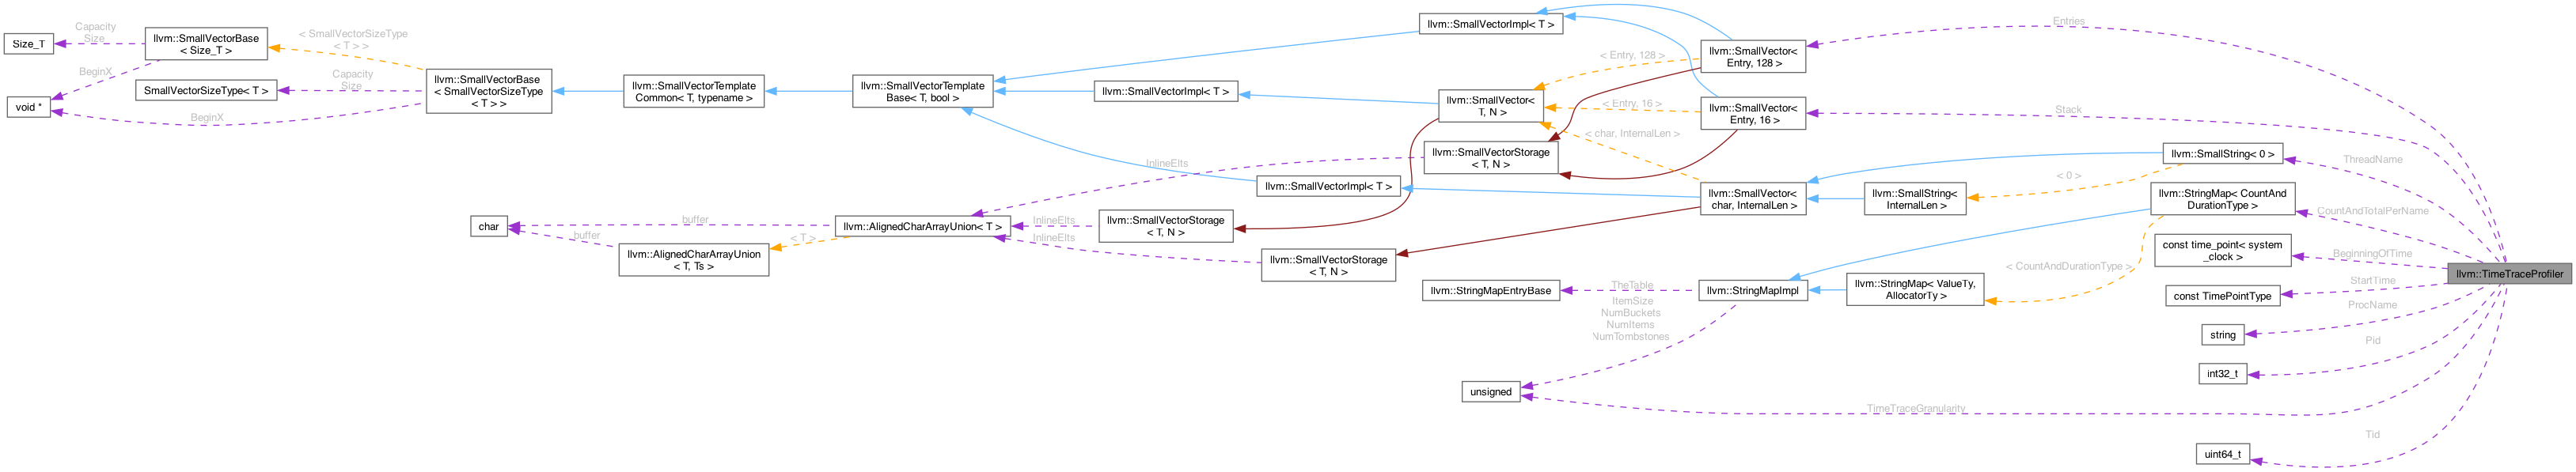 Size_T
Capacity
Size
llvm::SmallVectorBase
< Size_T >
BeginX
void *
SmallVectorSizeType< T >
< SmallVectorSizeType
< T > >
Capacity
Size
BeginX
llvm::SmallVectorBase
< SmallVectorSizeType
< T > >
llvm::SmallVectorTemplate
Common< T, typename >
llvm::SmallVectorTemplate
Base< T, bool >
llvm::SmallVectorImpl< T >
llvm::SmallVectorImpl< T >
llvm::SmallVectorImpl< T >
char
buffer
buffer
llvm::AlignedCharArrayUnion
< T, Ts >
< T >
llvm::AlignedCharArrayUnion< T >
InlineElts
InlineElts
InlineElts
llvm::SmallVectorStorage
< T, N >
llvm::SmallVectorStorage
< T, N >
llvm::SmallVectorStorage
< T, N >
llvm::SmallVector<
T, N >
< Entry, 128 >
< Entry, 16 >
< char, InternalLen >
llvm::SmallVector<
Entry, 128 >
llvm::SmallVector<
Entry, 16 >
llvm::SmallVector<
char, InternalLen >
llvm::SmallString<
InternalLen >
< 0 >
llvm::SmallString< 0 >
llvm::StringMapEntryBase
TheTable
ItemSize
NumBuckets
NumItems
NumTombstones
unsigned
llvm::StringMapImpl
llvm::StringMap< ValueTy,
AllocatorTy >
< CountAndDurationType >
llvm::StringMap< CountAnd
DurationType >
const time_point< system
_clock >
const TimePointType
string
int32_t
uint64_t
Entries
Stack
ThreadName
CountAndTotalPerName
BeginningOfTime
StartTime
ProcName
Pid
TimeTraceGranularity
Tid
llvm::TimeTraceProfiler